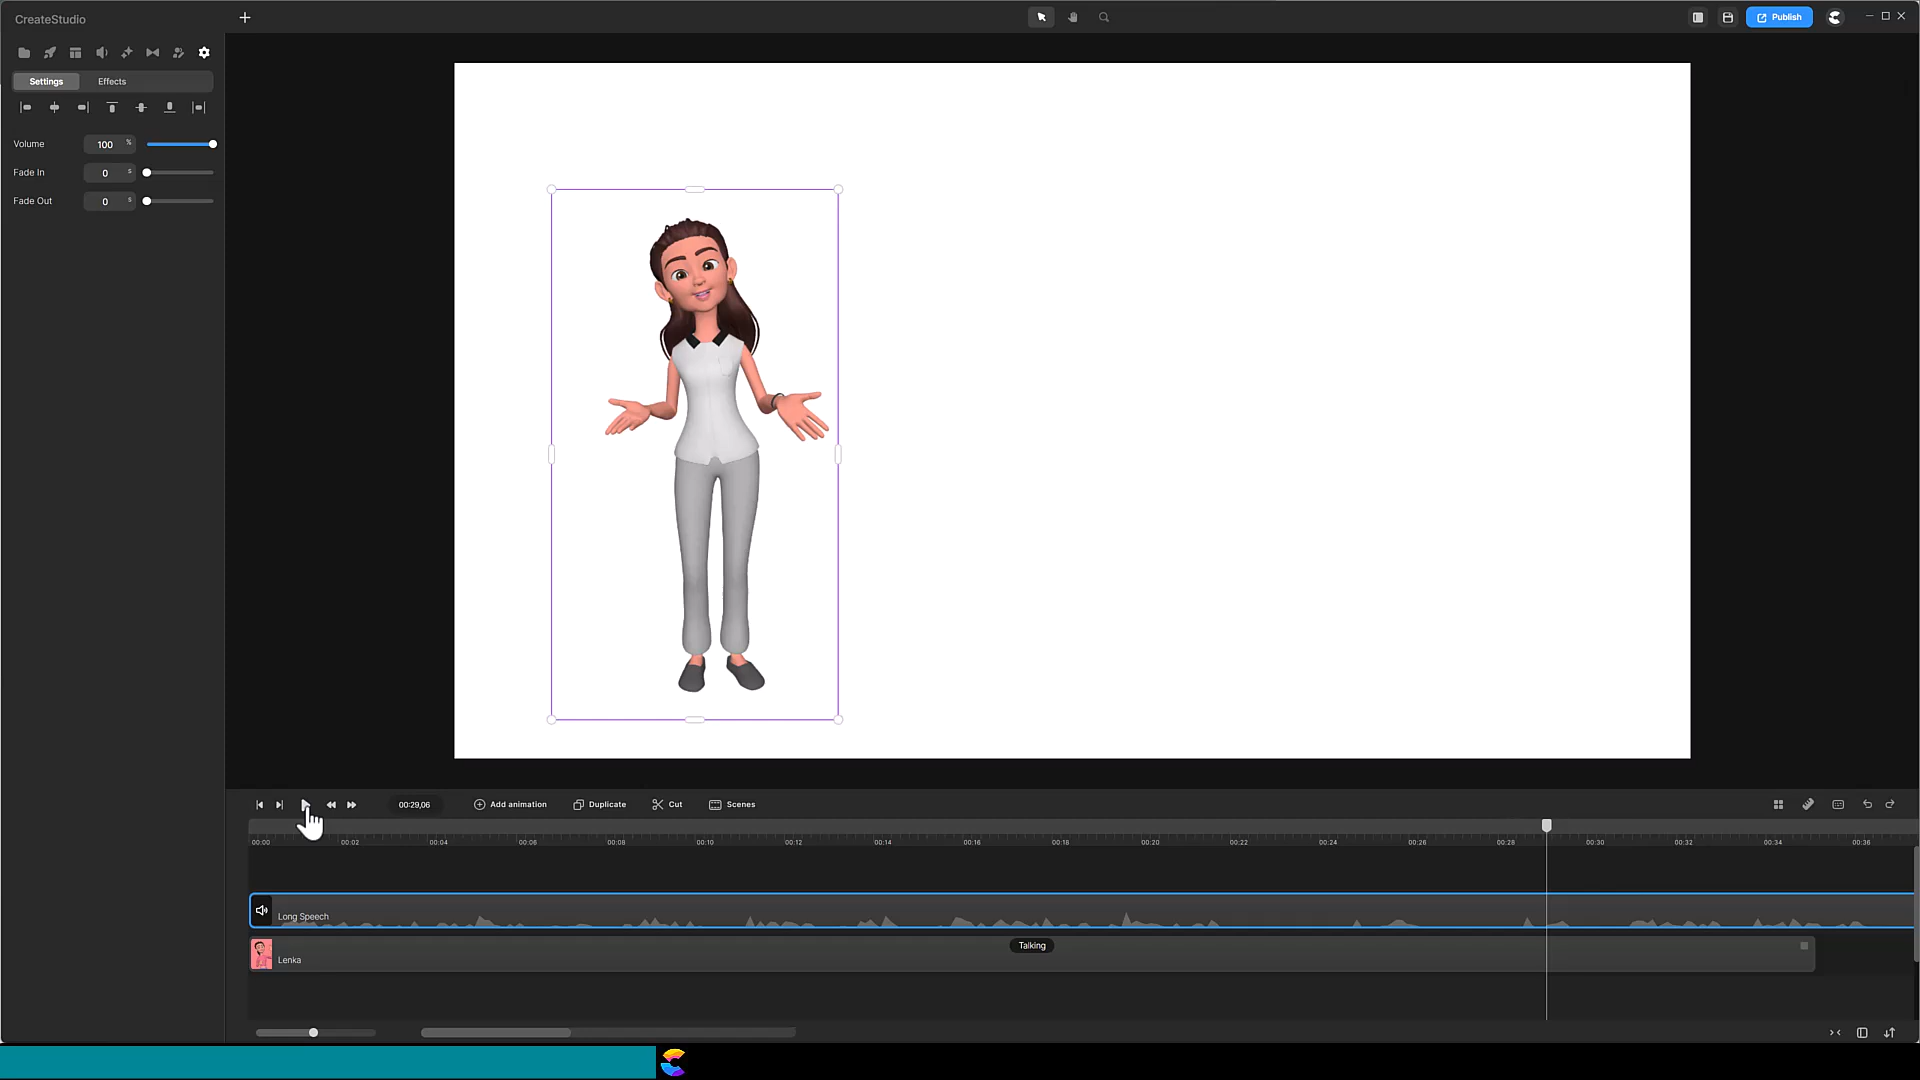 CreateStudio
Publish
Settings
Effects
Volume 100 %
Fade In 0 s
Fade Out 0 s
00:29,06
Add animation
Duplicate
Cut
Scenes
00:00 00:02 00:04 00:06 00:08 00:10 00:12 00:14 00:16 00:18 00:20 00:22 00:24 00:26 00:28 00:30 00:32 00:34 00:36
Long Speech
Talking
Lenka